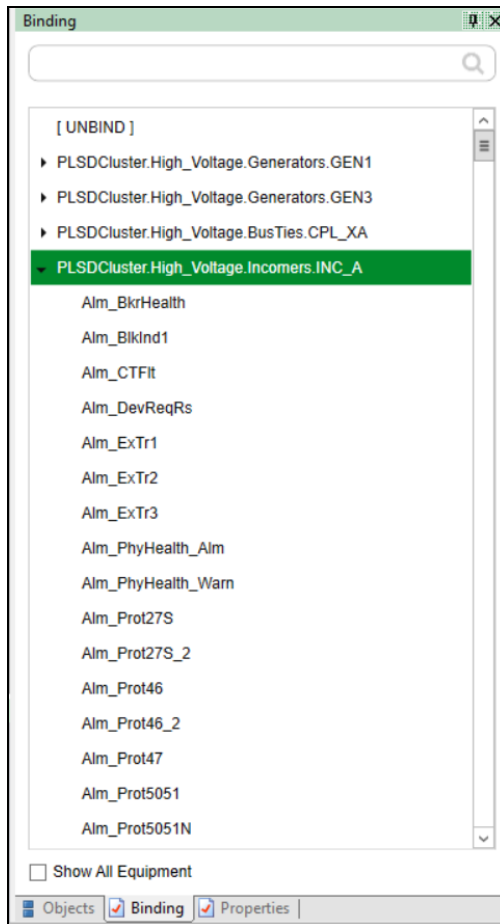 Binding
[ UNBIND ]
PLSDCluster.High_Voltage.Generators.GEN1
PLSDCluster.High_Voltage.Generators.GEN3
PLSDCluster.High_Voltage.BusTies.CPL_XA
PLSDCluster.High_Voltage.Incomers.INC_A
Alm_BkrHealth
Alm_BlkInd1
Alm_CTFlt
Alm_DevReqRs
Alm_ExTr1
Alm_ExTr2
Alm_ExTr3
Alm_PhyHealth_Alm
Alm_PhyHealth_Warn
Alm_Prot27S
Alm_Prot27S_2
Alm_Prot46
Alm_Prot46_2
Alm_Prot47
Alm_Prot5051
Alm_Prot5051N
Show All Equipment
Objects Binding Properties